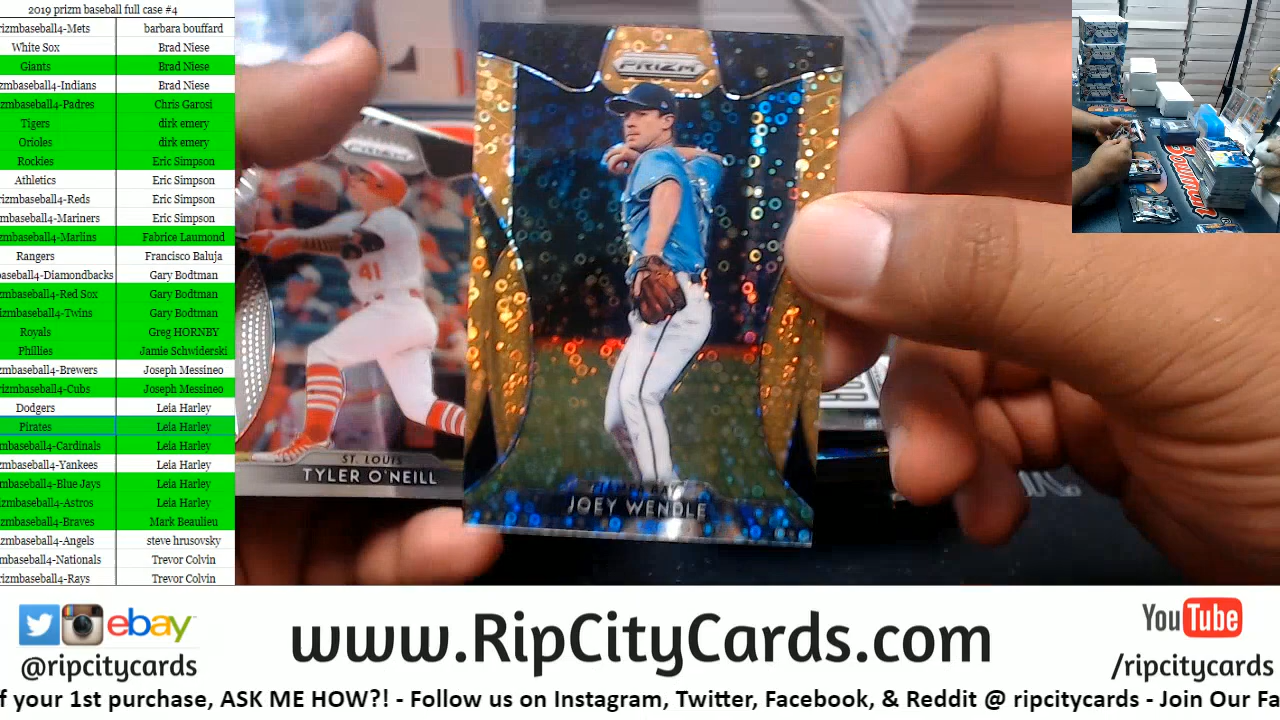 2019 prizm baseball full case #4
rizmbaseball4-Mets barbara bouffard
White Sox Brad Niese
Giants Brad Niese
izmbaseball4-Indians Brad Niese
zmbaseball4-Padres Chris Garosi
Tigers dirk emery
Orioles dirk emery
Rockies Eric Simpson
Athletics Eric Simpson
rizmbaseball4-Reds Eric Simpson
mbaseball4-Mariners Eric Simpson
zmbaseball4-Marlins Fabrice Laumond
Rangers Francisco Baluja
baseball4-Diamondbacks Gary Bodtman
zmbaseball4-Red Sox Gary Bodtman
zmbaseball4-Twins Gary Bodtman
Royals Greg HORNBY
Phillies Jamie Schwiderski
zmbaseball4-Brewers Joseph Messineo
rizmbaseball4-Cubs Joseph Messineo
Dodgers Leia Harley
Pirates Leia Harley
mbaseball4-Cardinals Leia Harley
zmbaseball4-Yankees Leia Harley
mbaseball4-Blue Jays Leia Harley
zmbaseball4-Astros Leia Harley
zmbaseball4-Braves Mark Beaulieu
zmbaseball4-Angels steve hrusovsky
mbaseball4-Nationals Trevor Colvin
rizmbaseball4-Rays Trevor Colvin
PRIZM
41
ST. LOUIS
TYLER O'NEILL
PRIZM
JOEY WENDLE
Bowman
ebay
@ripcitycards
www.RipCityCards.com
YouTube
/ripcitycards
f your 1st purchase, ASK ME HOW?! - Follow us on Instagram, Twitter, Facebook, & Reddit @ ripcitycards - Join Our Fa